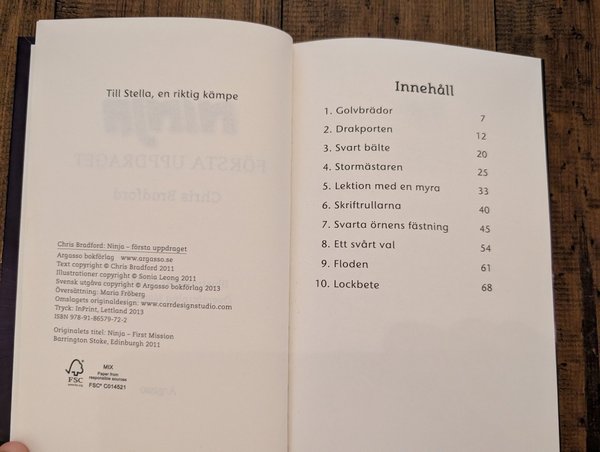 Till Stella, en riktig kämpe
Chris Bradford: Ninja – första uppdraget
Argasso bokförlag www.argasso.se
Text copyright © Chris Bradford 2011
Illustrationer copyright © Sonia Leong 2011
Svensk utgåva copyright © Argasso bokförlag 2013
Översättning: Maria Fröberg
Omslagets originaldesign: www.carrdesignstudio.com
Tryck: InPrint, Lettland 2013
ISBN 978-91-86579-72-2
Originalets titel: Ninja – First Mission
Barrington Stoke, Edinburgh 2011
FSC
www.fsc.org
MIX
Paper from
responsible sources
FSC® C014521
Innehåll
1. Golvbrädor 7
2. Drakporten 12
3. Svart bälte 20
4. Stormästaren 25
5. Lektion med en myra 33
6. Skriftrullarna 40
7. Svarta örnens fästning 45
8. Ett svårt val 54
9. Floden 61
10. Lockbete 68